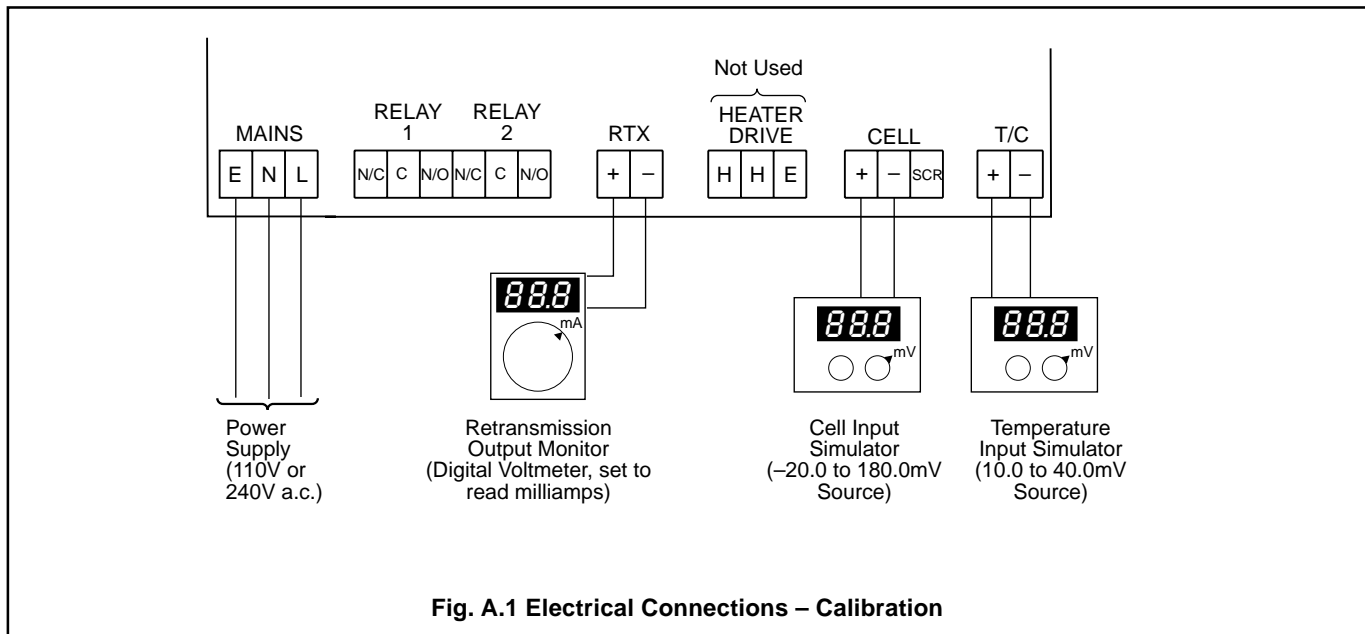 Not Used
MAINS
RELAY
1
RELAY
2
RTX
HEATER
DRIVE
CELL
T/C
E N L
N/C C N/O N/C C N/O
+ –
H H E
+ – SCR
+ –
88.8
mA
88.8
mV
88.8
mV
Power
Supply
(110V or
240V a.c.)
Retransmission
Output Monitor
(Digital Voltmeter, set to
read milliamps)
Cell Input
Simulator
(–20.0 to 180.0mV
Source)
Temperature
Input Simulator
(10.0 to 40.0mV
Source)
Fig. A.1 Electrical Connections – Calibration